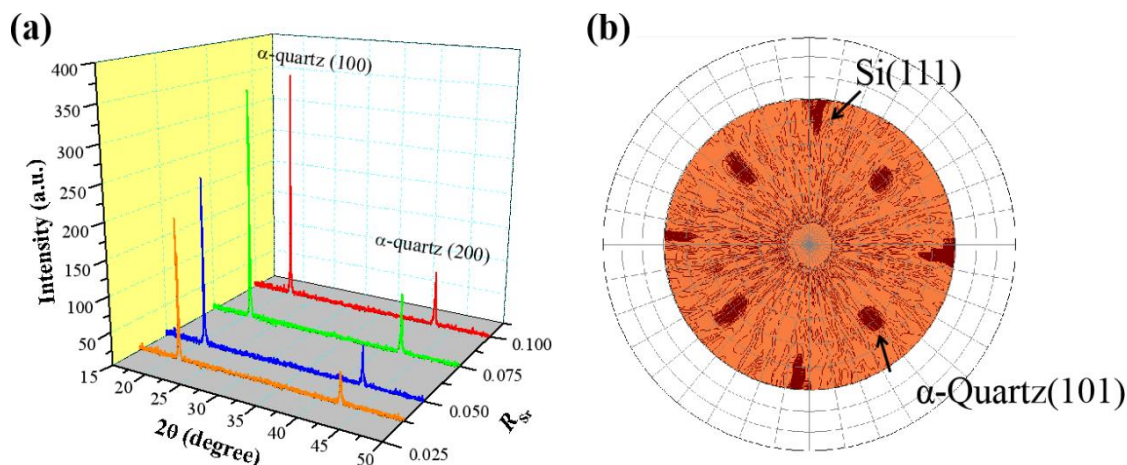 (a)
α-quartz (100)
α-quartz (200)
Intensity (a.u.)
400
350
300
250
200
150
100
50
15
20
25
30
35
40
45
50
2θ (degree)
0.100
0.075
0.050
0.025
R_Sr
(b)
Si(111)
α-Quartz(101)